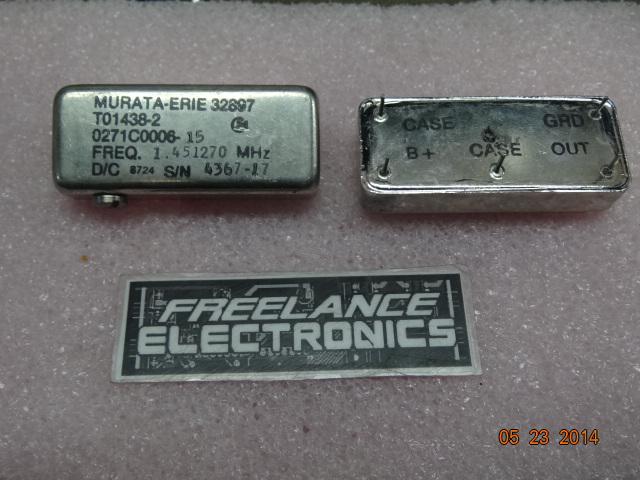 MURATA-ERIE 32897
T01438-2
0271C0006-15
FREQ. 1.451270 MHz
D/C 8724 S/N 4367-17
CASE GRD
B+ CASE OUT
FREELANCE
ELECTRONICS
05 23 2014